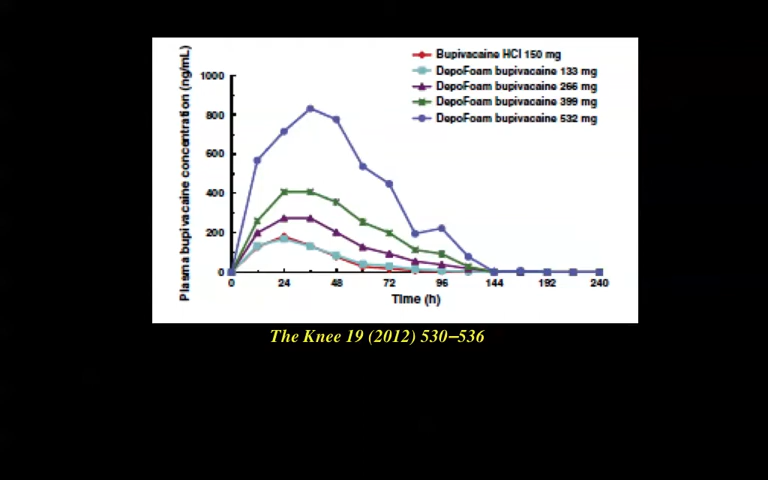 Plasma bupivacaine concentration (ng/mL)
Bupivacaine HCl 150 mg
DepoFoam bupivacaine 133 mg
DepoFoam bupivacaine 266 mg
DepoFoam bupivacaine 399 mg
DepoFoam bupivacaine 532 mg
1000
800
600
400
200
0
0 24 48 72 96 144 192 240
Time (h)
The Knee 19 (2012) 530–536